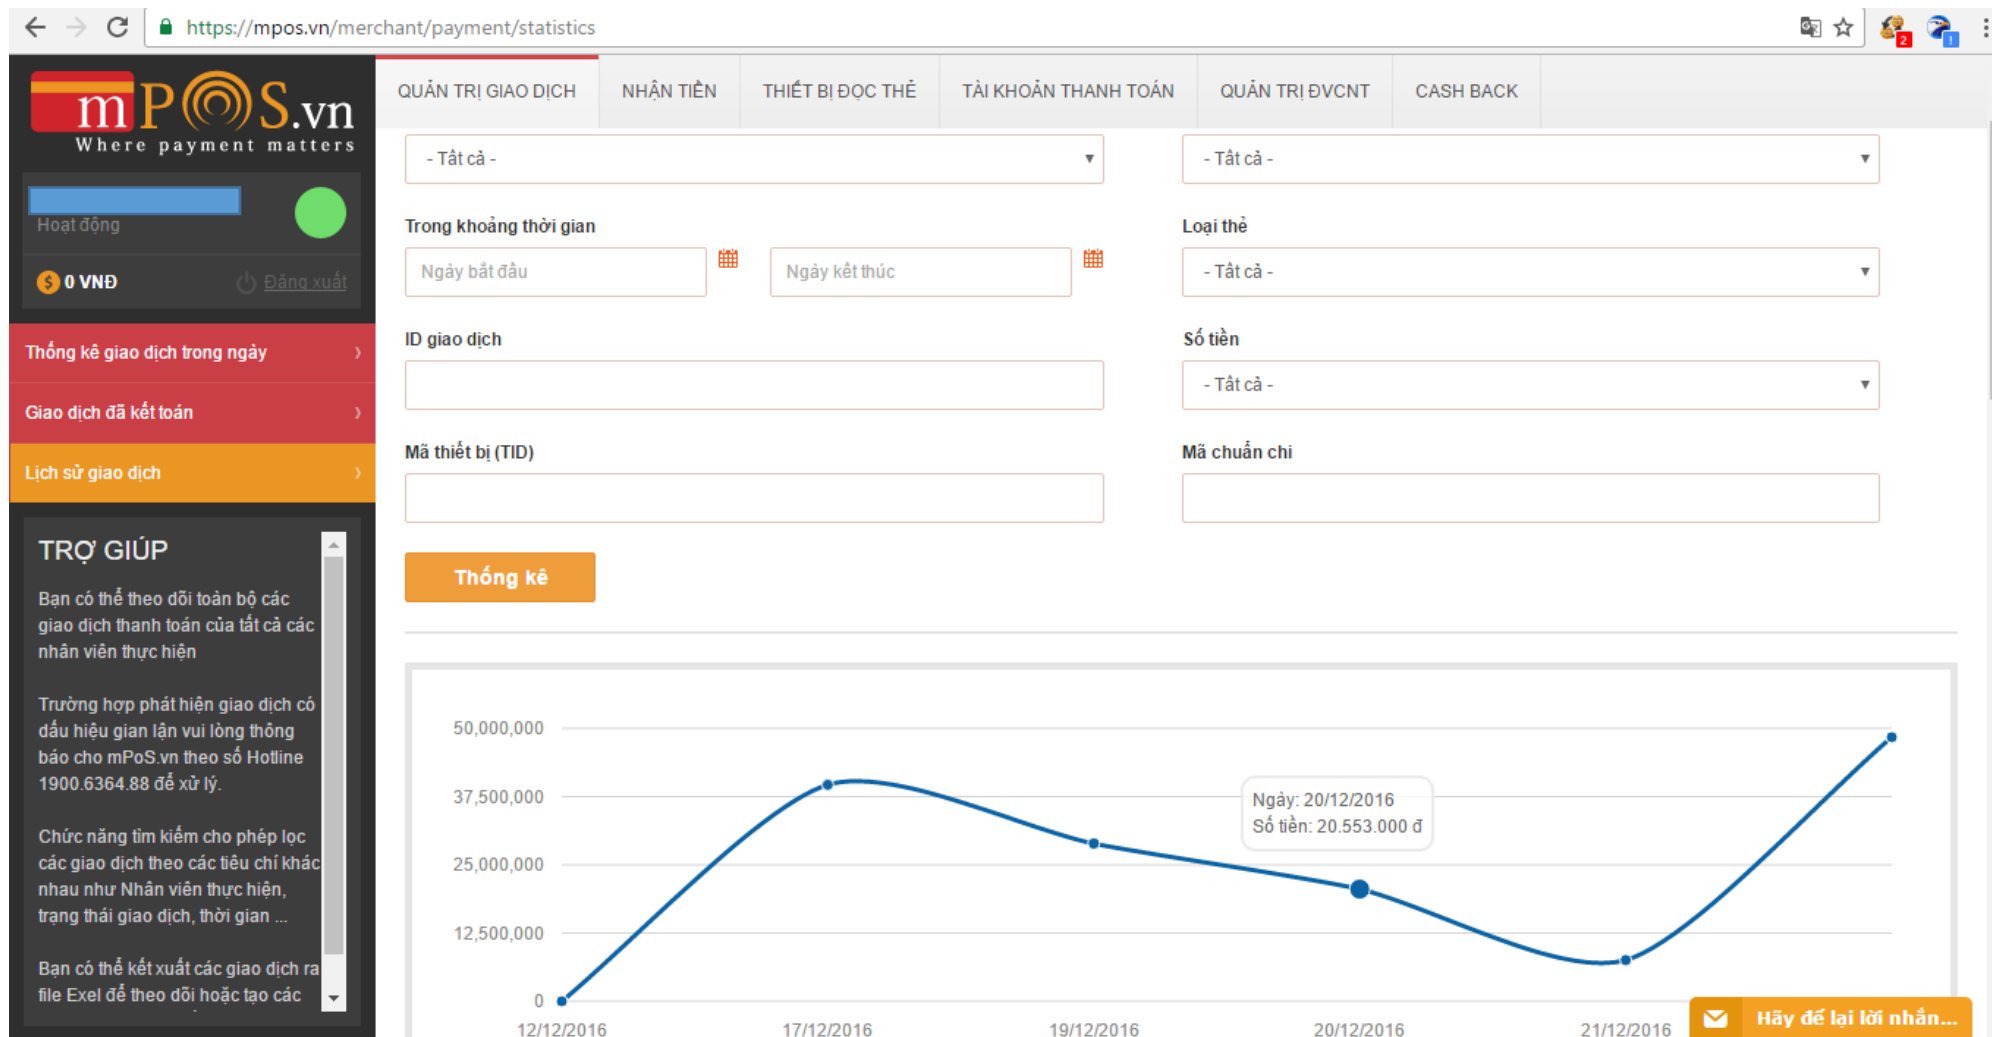 https://mpos.vn/merchant/payment/statistics
2
!
mPOS.vn
Where payment matters
QUẢN TRỊ GIAO DỊCH
NHẬN TIỀN
THIẾT BỊ ĐỌC THẺ
TÀI KHOẢN THANH TOÁN
QUẢN TRỊ ĐVCNT
CASH BACK
Hoạt động
$ 0 VNĐ
Đăng xuất
Thống kê giao dịch trong ngày
Giao dịch đã kết toán
Lịch sử giao dịch
TRỢ GIÚP
Bạn có thể theo dõi toàn bộ các
giao dịch thanh toán của tất cả các
nhân viên thực hiện
Trường hợp phát hiện giao dịch có
dấu hiệu gian lận vui lòng thông
báo cho mPoS.vn theo số Hotline
1900.6364.88 để xử lý.
Chức năng tìm kiếm cho phép lọc
các giao dịch theo các tiêu chí khác
nhau như Nhân viên thực hiện,
trạng thái giao dịch, thời gian ...
Bạn có thể kết xuất các giao dịch ra
file Exel để theo dõi hoặc tạo các
- Tất cả -
- Tất cả -
Trong khoảng thời gian
Loại thẻ
Ngày bắt đầu
Ngày kết thúc
- Tất cả -
ID giao dịch
Số tiền
- Tất cả -
Mã thiết bị (TID)
Mã chuẩn chi
Thống kê
50,000,000
37,500,000
25,000,000
12,500,000
0
Ngày: 20/12/2016
Số tiền: 20.553.000 đ
12/12/2016
17/12/2016
19/12/2016
20/12/2016
21/12/2016
Hãy để lại lời nhắn...